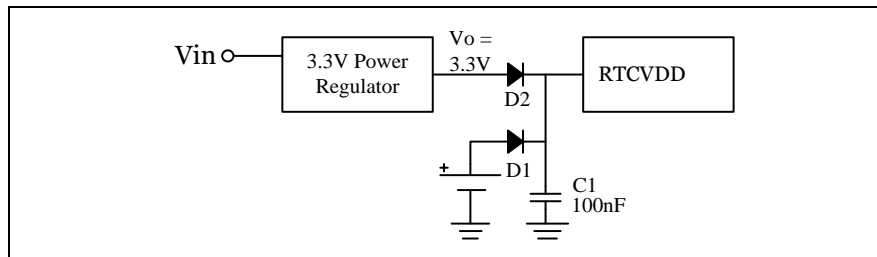 Vin
3.3V Power
Regulator
Vo =
3.3V
D2
RTCVDD
+
D1
C1
100nF